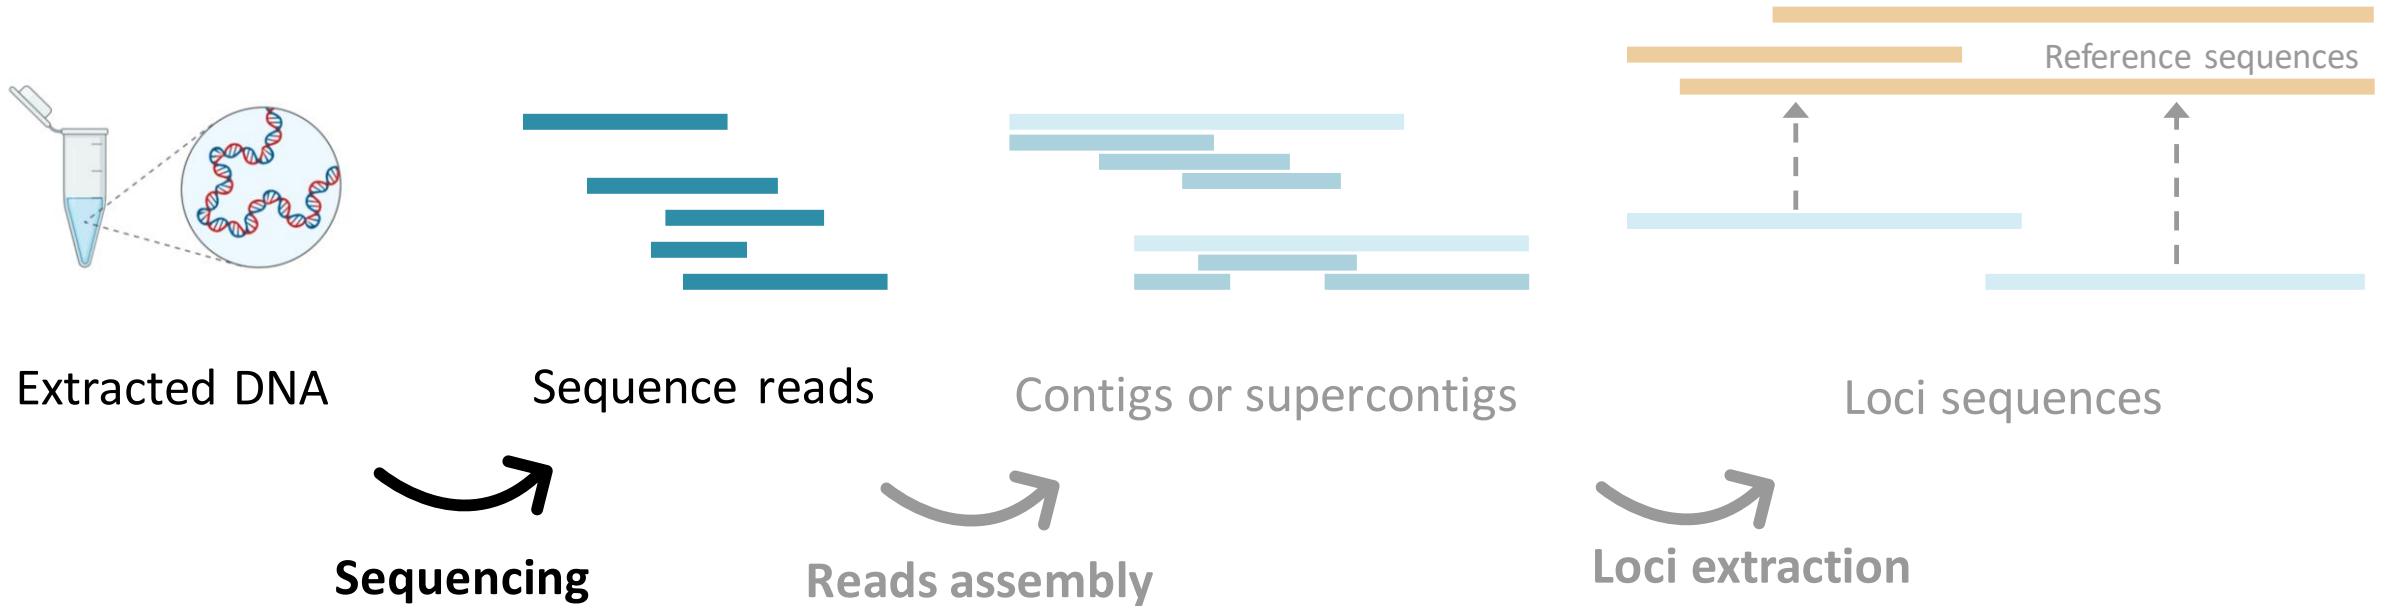 Reference sequences
Extracted DNA
Sequence reads
Contigs or supercontigs
Loci sequences
Sequencing
Reads assembly
Loci extraction